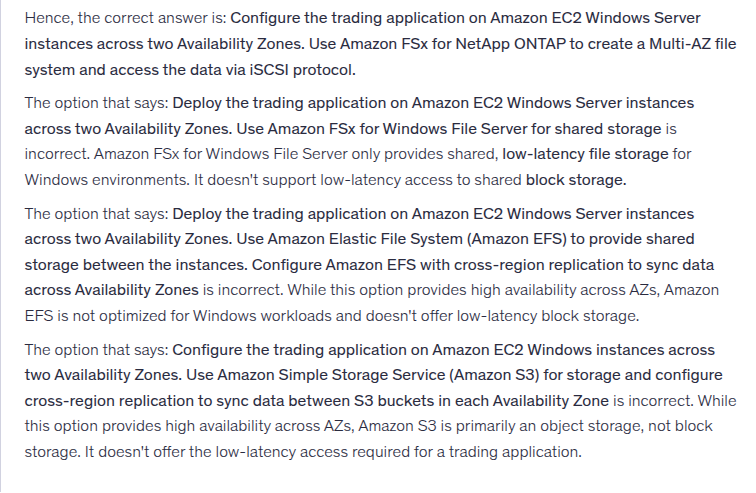 Hence, the correct answer is: Configure the trading application on Amazon EC2 Windows Server
instances across two Availability Zones. Use Amazon FSx for NetApp ONTAP to create a Multi-AZ file
system and access the data via iSCSI protocol.
The option that says: Deploy the trading application on Amazon EC2 Windows Server instances
across two Availability Zones. Use Amazon FSx for Windows File Server for shared storage is
incorrect. Amazon FSx for Windows File Server only provides shared, low-latency file storage for
Windows environments. It doesn't support low-latency access to shared block storage.
The option that says: Deploy the trading application on Amazon EC2 Windows Server instances
across two Availability Zones. Use Amazon Elastic File System (Amazon EFS) to provide shared
storage between the instances. Configure Amazon EFS with cross-region replication to sync data
across Availability Zones is incorrect. While this option provides high availability across AZs, Amazon
EFS is not optimized for Windows workloads and doesn't offer low-latency block storage.
The option that says: Configure the trading application on Amazon EC2 Windows instances across
two Availability Zones. Use Amazon Simple Storage Service (Amazon S3) for storage and configure
cross-region replication to sync data between S3 buckets in each Availability Zone is incorrect. While
this option provides high availability across AZs, Amazon S3 is primarily an object storage, not block
storage. It doesn't offer the low-latency access required for a trading application.